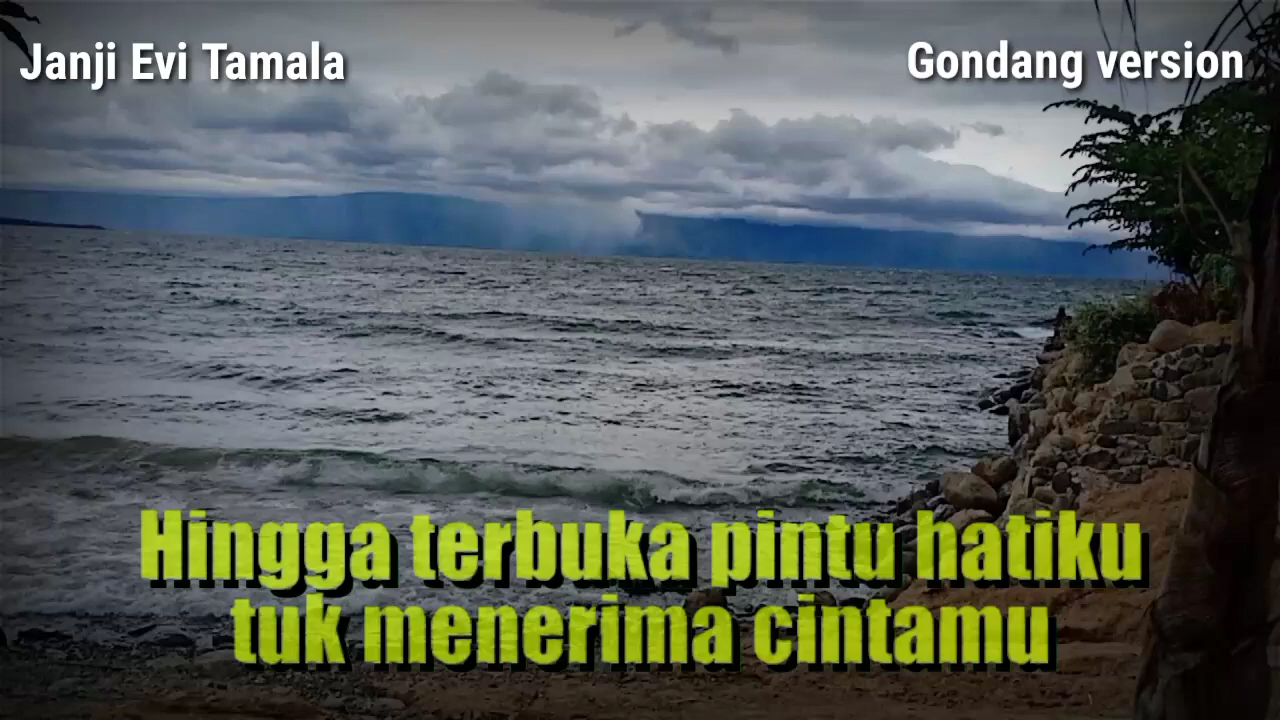 Janji Evi Tamala
Gondang version
Hingga terbuka pintu hatiku
tuk menerima cintamu